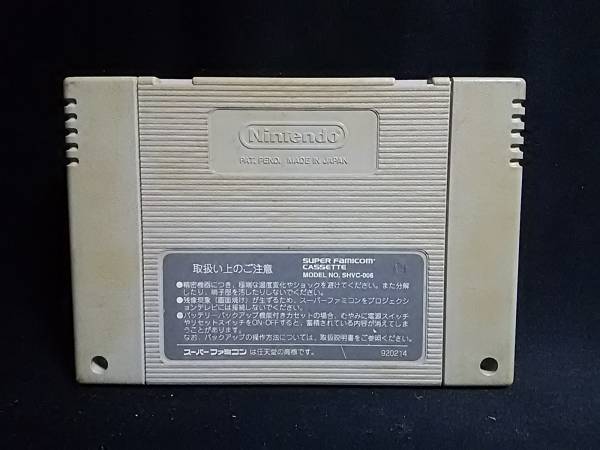 Nintendo
PAT. PEND. MADE IN JAPAN
取扱い上のご注意
SUPER FAMICOM
CASSETTE
MODEL NO. SHVC-006
●精密機器につき、極端な温度変化やショックを避けてください。また分解
したり、端子部を汚したりしないでください。
●残像現象(画面焼け)が生ずるため、スーパーファミコンをプロジェクシ
ョンテレビには接続しないでください。
●バッテリーバックアップ機能付きカセットの場合、むやみに電源スイッチ
やリセットスイッチをON-OFFすると、蓄積されている内容が消えてしま
うことがあります。
なお、バックアップの操作方法については、取扱説明書をご参照ください。
スーパーファミコンは任天堂の商標です。
920214